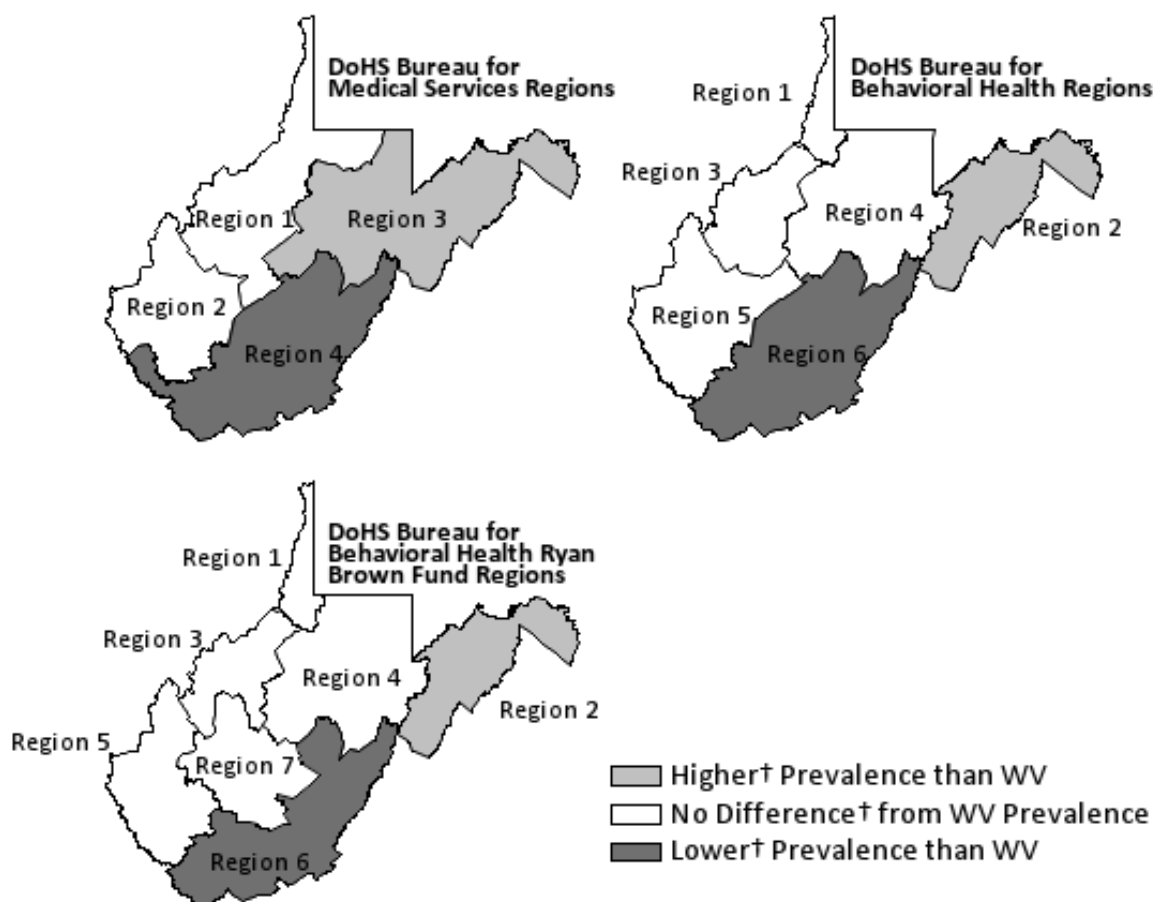 DoHS Bureau for
Medical Services Regions
Region 1
Region 3
Region 2
Region 4
DoHS Bureau for
Behavioral Health Regions
Region 1
Region 3
Region 4
Region 2
Region 5
Region 6
DoHS Bureau for
Behavioral Health Ryan
Brown Fund Regions
Region 1
Region 3
Region 4
Region 2
Region 5
Region 7
Region 6
Higher† Prevalence than WV
No Difference† from WV Prevalence
Lower† Prevalence than WV